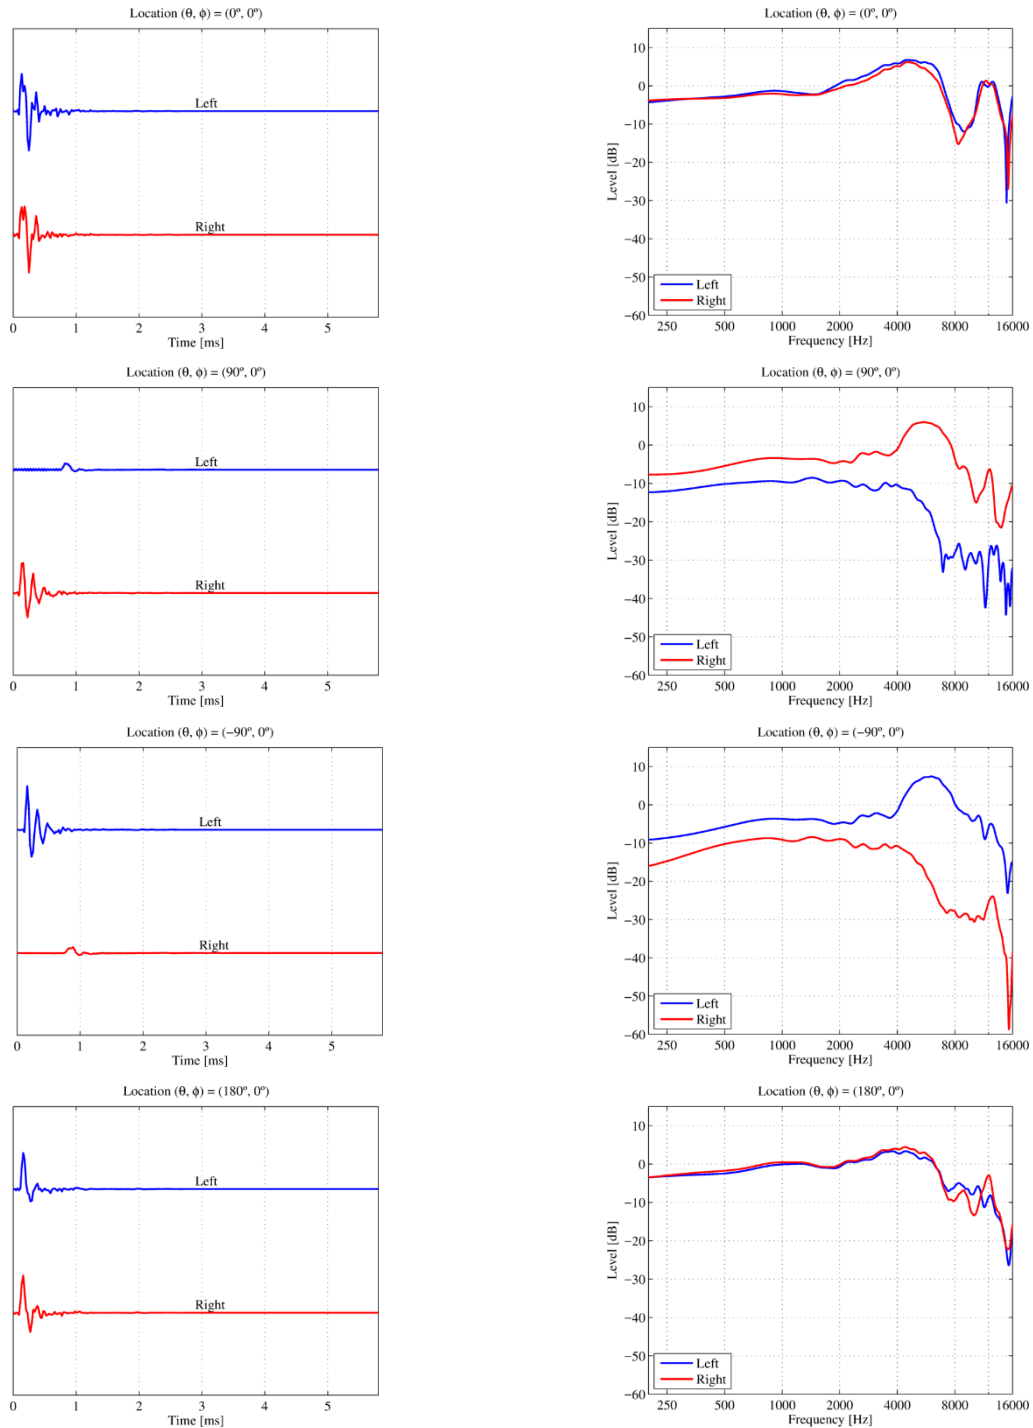 Location (θ, ϕ) = (0º, 0º)
Left
Right
0 1 2 3 4 5
Time [ms]
Location (θ, ϕ) = (0º, 0º)
10
0
−10
−20
−30
−40
−50
−60
Level [dB]
Left
Right
250 500 1000 2000 4000 8000 16000
Frequency [Hz]
Location (θ, ϕ) = (90º, 0º)
Left
Right
0 1 2 3 4 5
Time [ms]
Location (θ, ϕ) = (90º, 0º)
10
0
−10
−20
−30
−40
−50
−60
Level [dB]
Left
Right
250 500 1000 2000 4000 8000 16000
Frequency [Hz]
Location (θ, ϕ) = (−90º, 0º)
Left
Right
0 1 2 3 4 5
Time [ms]
Location (θ, ϕ) = (−90º, 0º)
10
0
−10
−20
−30
−40
−50
−60
Level [dB]
Left
Right
250 500 1000 2000 4000 8000 16000
Frequency [Hz]
Location (θ, ϕ) = (180º, 0º)
Left
Right
0 1 2 3 4 5
Time [ms]
Location (θ, ϕ) = (180º, 0º)
10
0
−10
−20
−30
−40
−50
−60
Level [dB]
Left
Right
250 500 1000 2000 4000 8000 16000
Frequency [Hz]